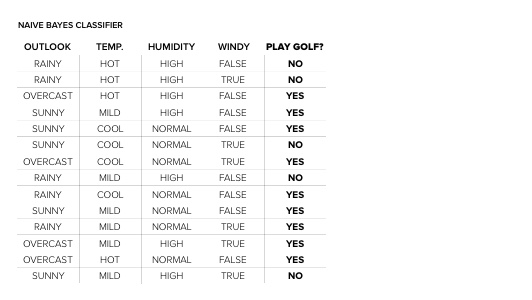 NAIVE BAYES CLASSIFIER
OUTLOOK TEMP. HUMIDITY WINDY PLAY GOLF?
RAINY HOT HIGH FALSE NO
RAINY HOT HIGH TRUE NO
OVERCAST HOT HIGH FALSE YES
SUNNY MILD HIGH FALSE YES
SUNNY COOL NORMAL FALSE YES
SUNNY COOL NORMAL TRUE NO
OVERCAST COOL NORMAL TRUE YES
RAINY MILD HIGH FALSE NO
RAINY COOL NORMAL FALSE YES
SUNNY MILD NORMAL FALSE YES
RAINY MILD NORMAL TRUE YES
OVERCAST MILD HIGH TRUE YES
OVERCAST HOT NORMAL FALSE YES
SUNNY MILD HIGH TRUE NO